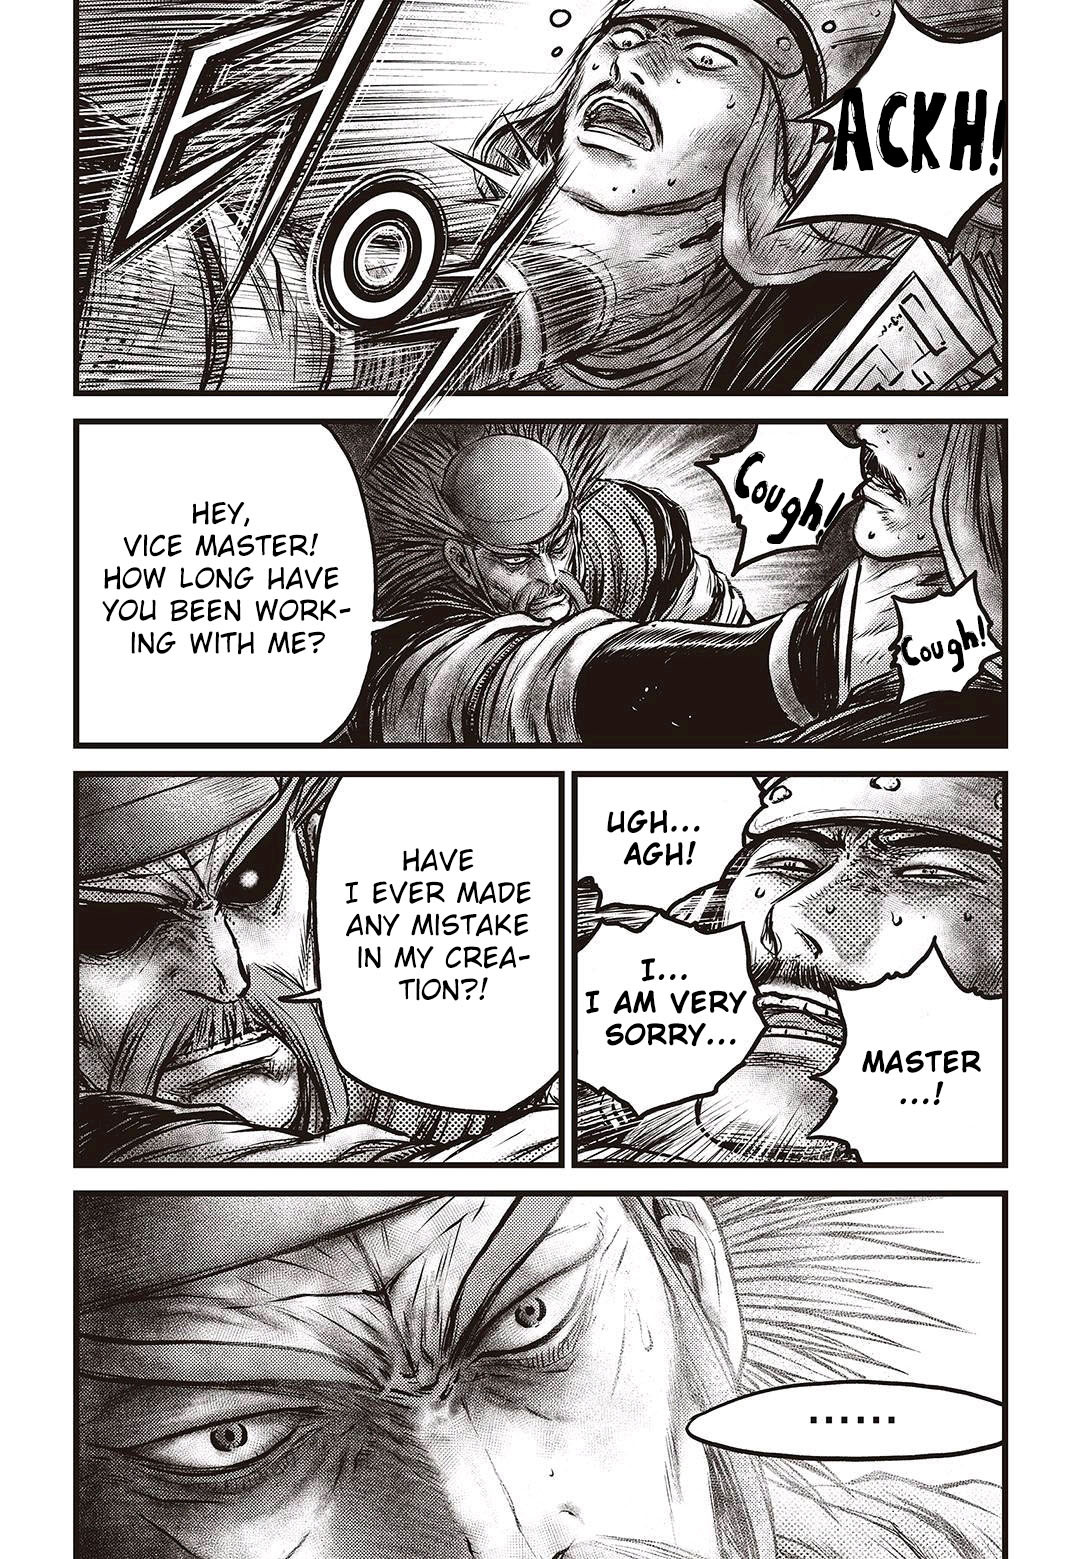 ACKH!
HEY,
VICE MASTER!
HOW LONG HAVE
YOU BEEN WORK-
ING WITH ME?
Cough!
Cough!
HAVE
I EVER MADE
ANY MISTAKE
IN MY CREA-
TION?!
UGH...
AGH!
I...
I AM VERY
SORRY...
MASTER
...!
......